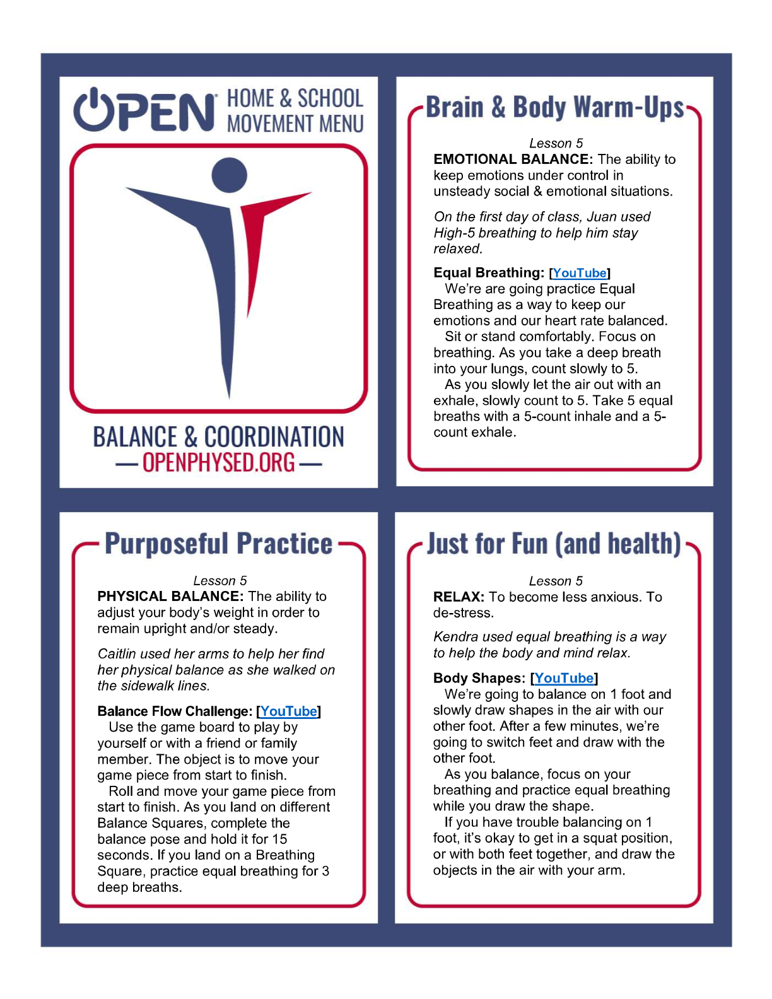 OPEN® HOME & SCHOOL
MOVEMENT MENU
BALANCE & COORDINATION
— OPENPHYSED.ORG —
Brain & Body Warm-Ups
Lesson 5
EMOTIONAL BALANCE: The ability to
keep emotions under control in
unsteady social & emotional situations.
On the first day of class, Juan used
High-5 breathing to help him stay
relaxed.
Equal Breathing: [YouTube]
We’re are going practice Equal
Breathing as a way to keep our
emotions and our heart rate balanced.
Sit or stand comfortably. Focus on
breathing. As you take a deep breath
into your lungs, count slowly to 5.
As you slowly let the air out with an
exhale, slowly count to 5. Take 5 equal
breaths with a 5-count inhale and a 5-
count exhale.
Purposeful Practice
Lesson 5
PHYSICAL BALANCE: The ability to
adjust your body’s weight in order to
remain upright and/or steady.
Caitlin used her arms to help her find
her physical balance as she walked on
the sidewalk lines.
Balance Flow Challenge: [YouTube]
Use the game board to play by
yourself or with a friend or family
member. The object is to move your
game piece from start to finish.
Roll and move your game piece from
start to finish. As you land on different
Balance Squares, complete the
balance pose and hold it for 15
seconds. If you land on a Breathing
Square, practice equal breathing for 3
deep breaths.
Just for Fun (and health)
Lesson 5
RELAX: To become less anxious. To
de-stress.
Kendra used equal breathing is a way
to help the body and mind relax.
Body Shapes: [YouTube]
We’re going to balance on 1 foot and
slowly draw shapes in the air with our
other foot. After a few minutes, we’re
going to switch feet and draw with the
other foot.
As you balance, focus on your
breathing and practice equal breathing
while you draw the shape.
If you have trouble balancing on 1
foot, it’s okay to get in a squat position,
or with both feet together, and draw the
objects in the air with your arm.